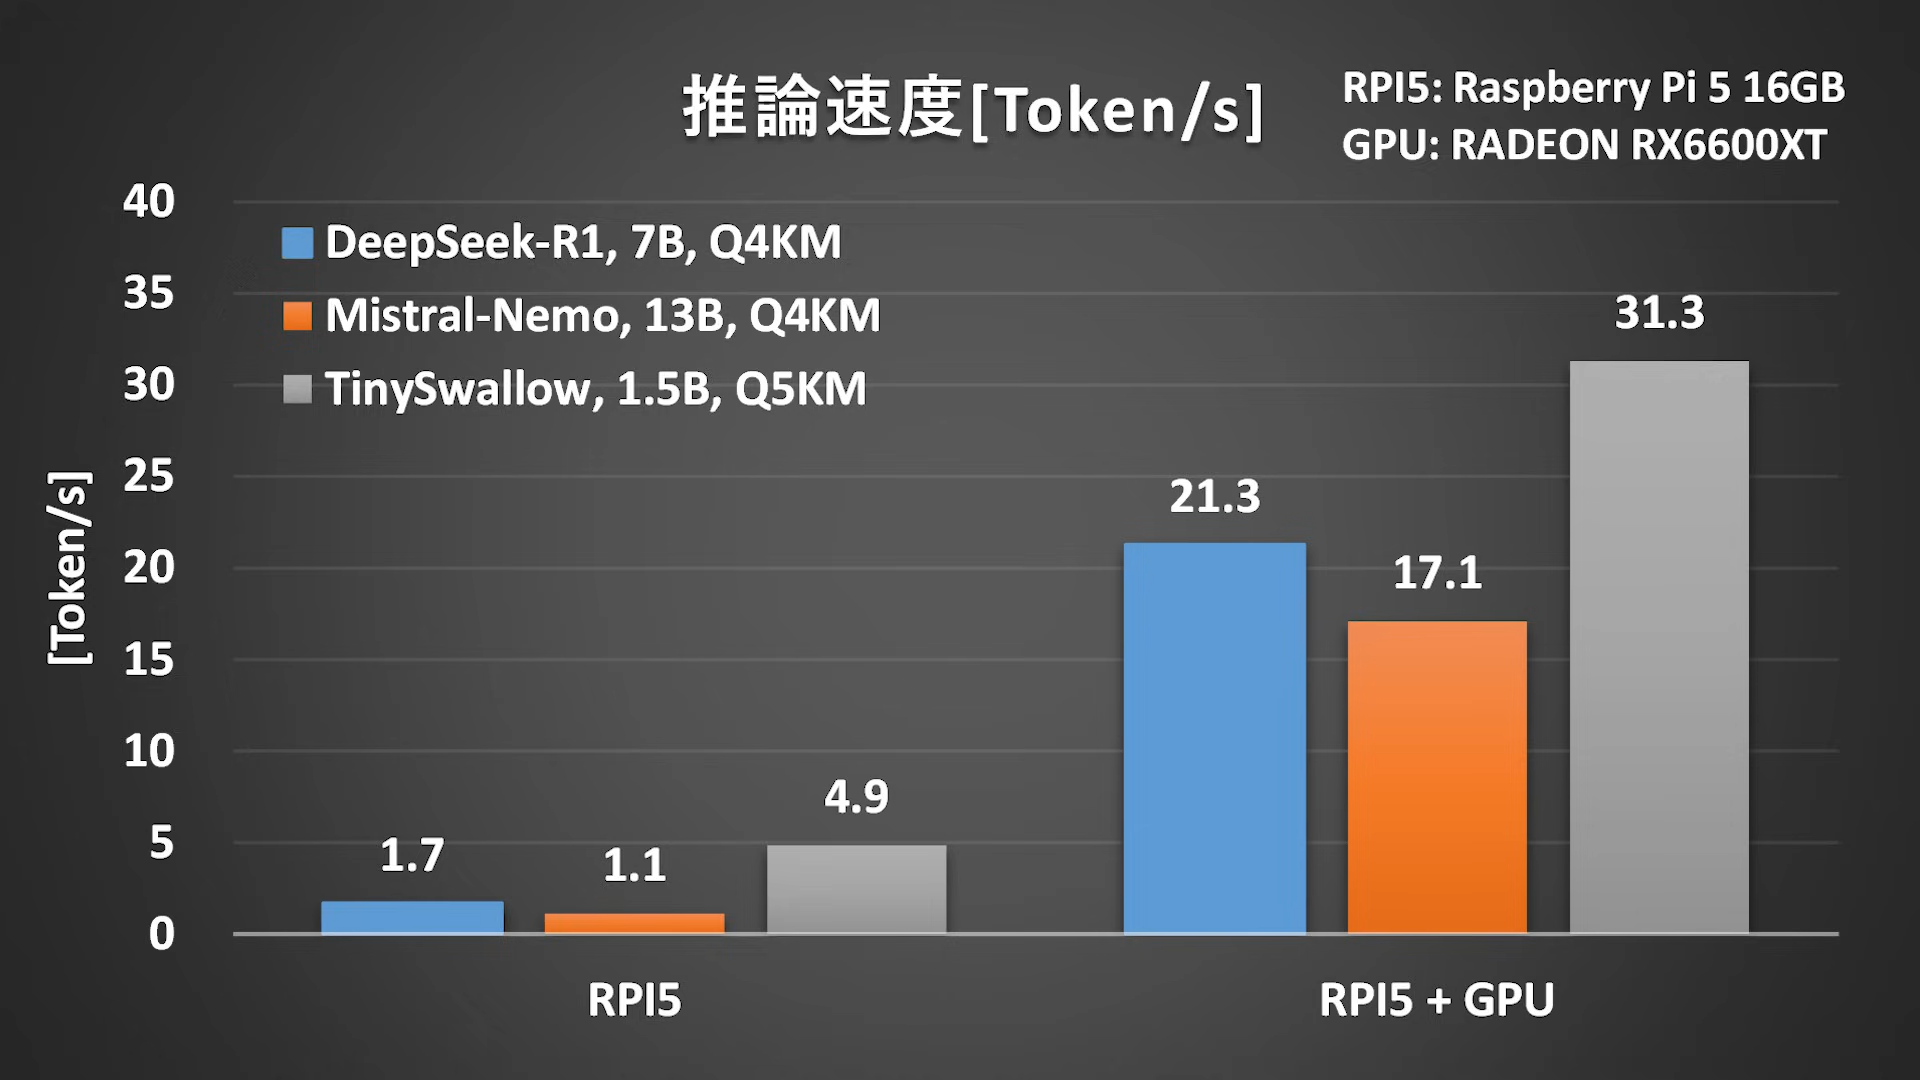 推論速度[Token/s]
RPI5: Raspberry Pi 5 16GB
GPU: RADEON RX6600XT
40
35
30
25
20
15
10
5
0
[Token/s]
DeepSeek-R1, 7B, Q4KM
Mistral-Nemo, 13B, Q4KM
TinySwallow, 1.5B, Q5KM
1.7
1.1
4.9
21.3
17.1
31.3
RPI5
RPI5 + GPU